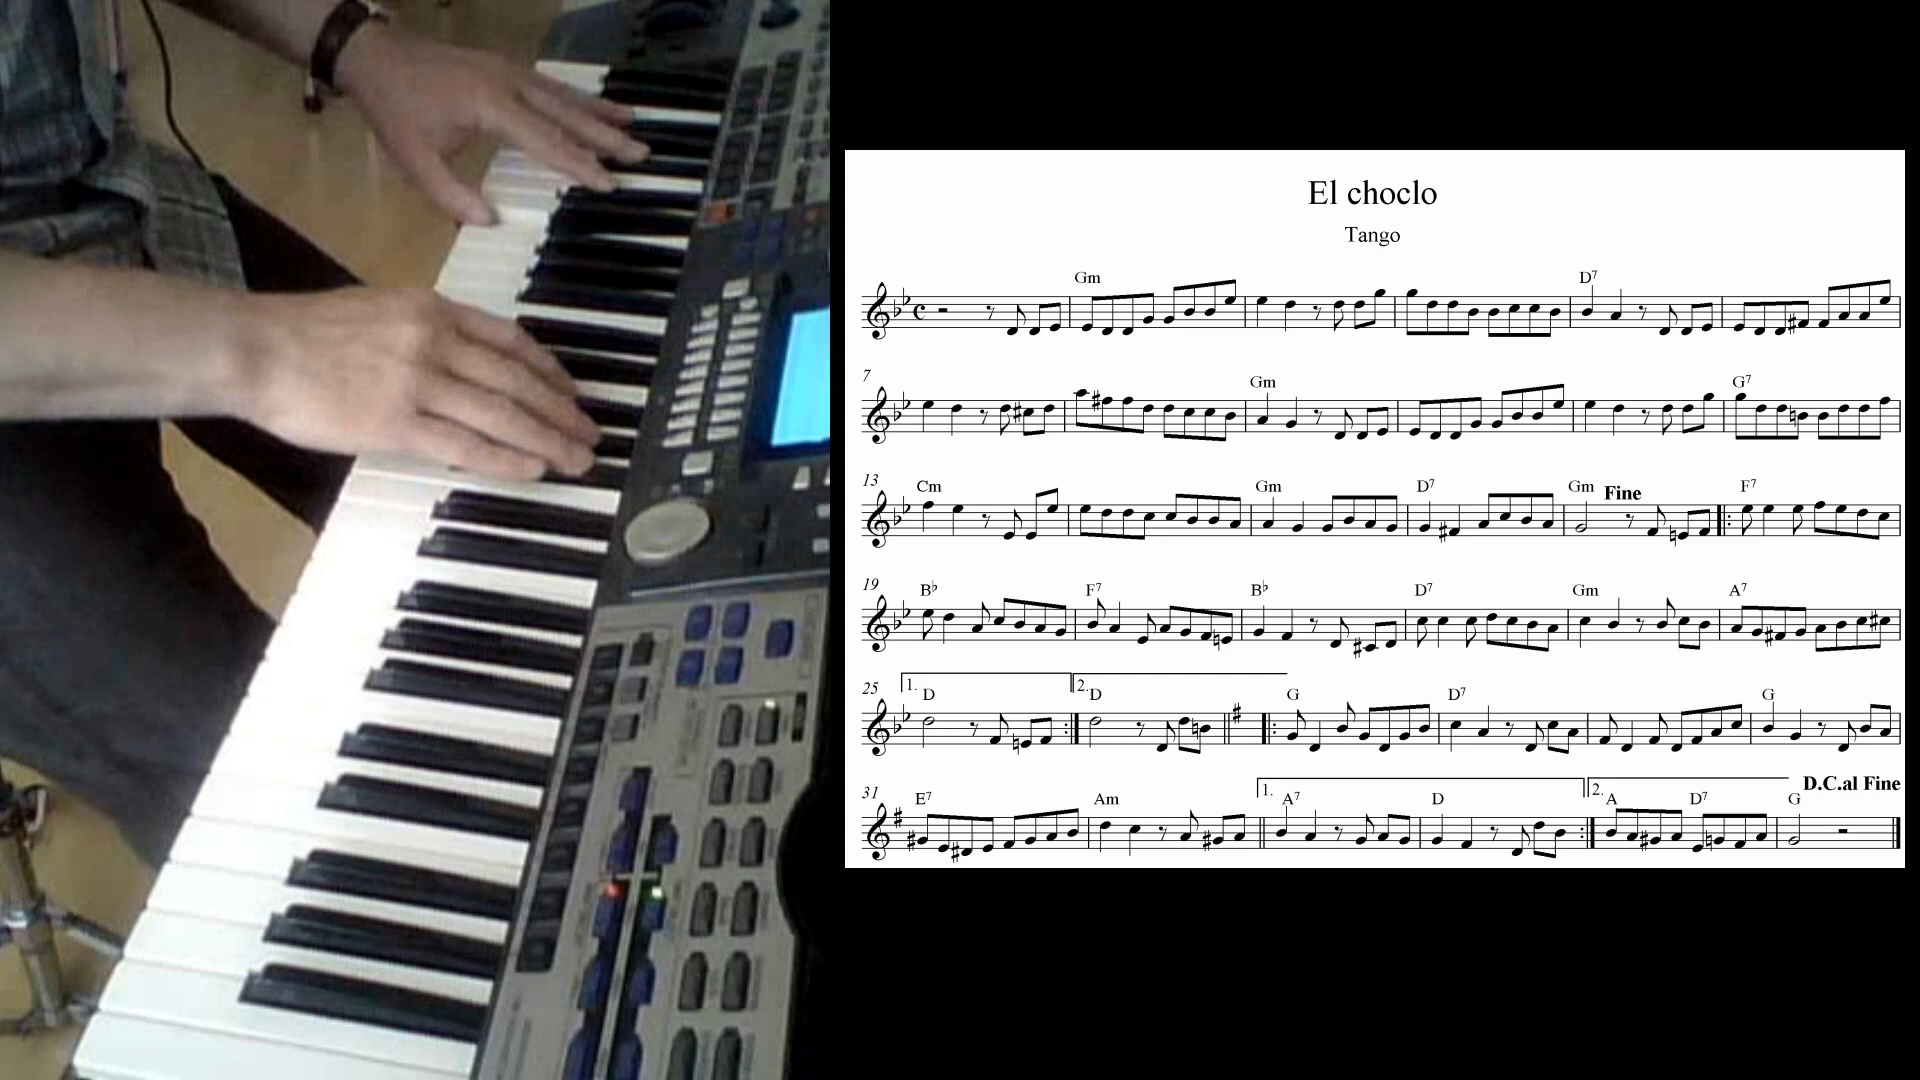 El choclo
Tango
Gm D7
7 Gm G7
13 Cm Gm D7 Gm Fine F7
19 B♭ F7 B♭ D7 Gm A7
25 1. D 2. D G D7 G
D.C.al Fine
31 E7 Am 1. A7 D 2. A D7 G